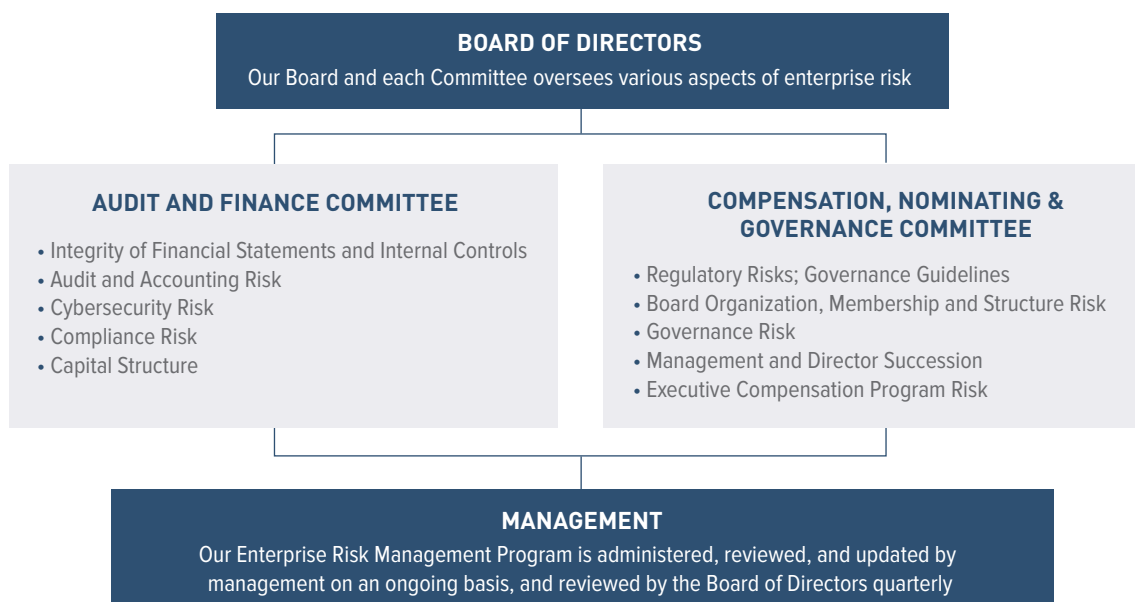 BOARD OF DIRECTORS
Our Board and each Committee oversees various aspects of enterprise risk
AUDIT AND FINANCE COMMITTEE
• Integrity of Financial Statements and Internal Controls
• Audit and Accounting Risk
• Cybersecurity Risk
• Compliance Risk
• Capital Structure
COMPENSATION, NOMINATING &
GOVERNANCE COMMITTEE
• Regulatory Risks; Governance Guidelines
• Board Organization, Membership and Structure Risk
• Governance Risk
• Management and Director Succession
• Executive Compensation Program Risk
MANAGEMENT
Our Enterprise Risk Management Program is administered, reviewed, and updated by
management on an ongoing basis, and reviewed by the Board of Directors quarterly